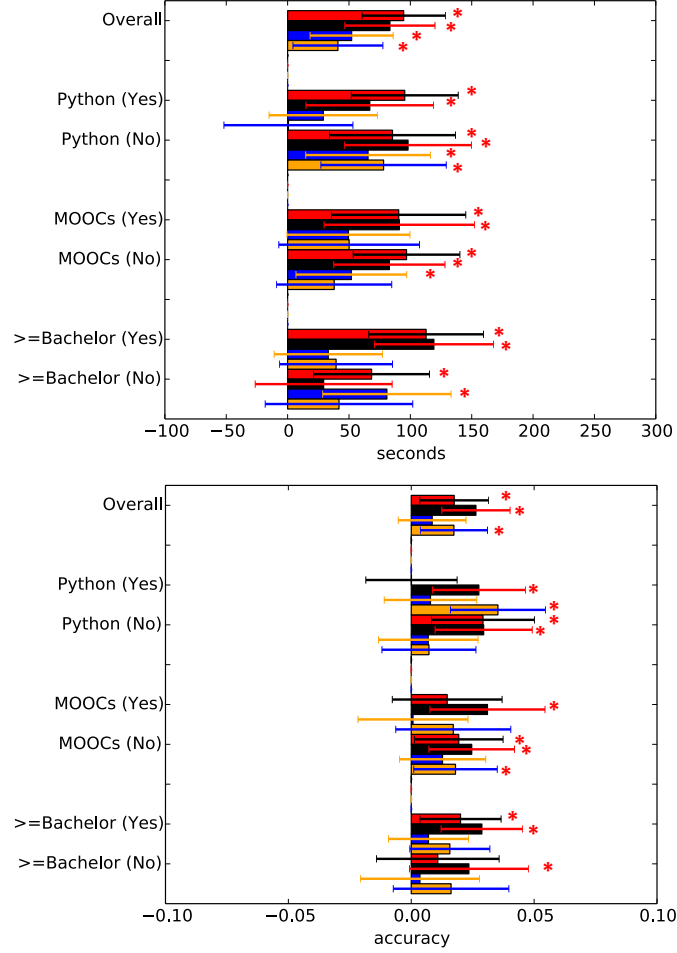 Overall
*
*
*
*
Python (Yes)
*
*
Python (No)
*
*
*
*
MOOCs (Yes)
*
*
MOOCs (No)
*
*
*
>=Bachelor (Yes)
*
*
>=Bachelor (No)
*
*
−100 −50 0 50 100 150 200 250 300
seconds
Overall
*
*
*
Python (Yes)
*
*
Python (No)
*
*
MOOCs (Yes)
*
MOOCs (No)
*
*
*
>=Bachelor (Yes)
*
*
>=Bachelor (No)
*
−0.10 −0.05 0.00 0.05 0.10
accuracy